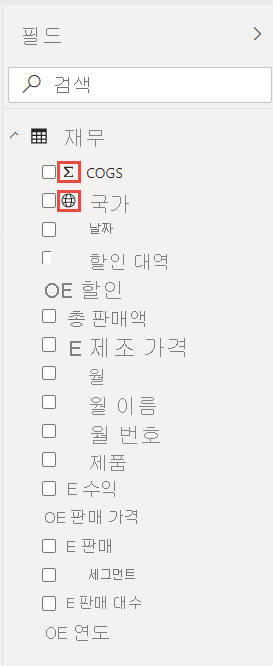 필드
검색
재무
Σ COGS
국가
날짜
할인 대역
OE 할인
총 판매액
E 제조 가격
월
월 이름
월 번호
제품
E 수익
OE 판매 가격
E 판매
세그먼트
E 판매 대수
OE 연도